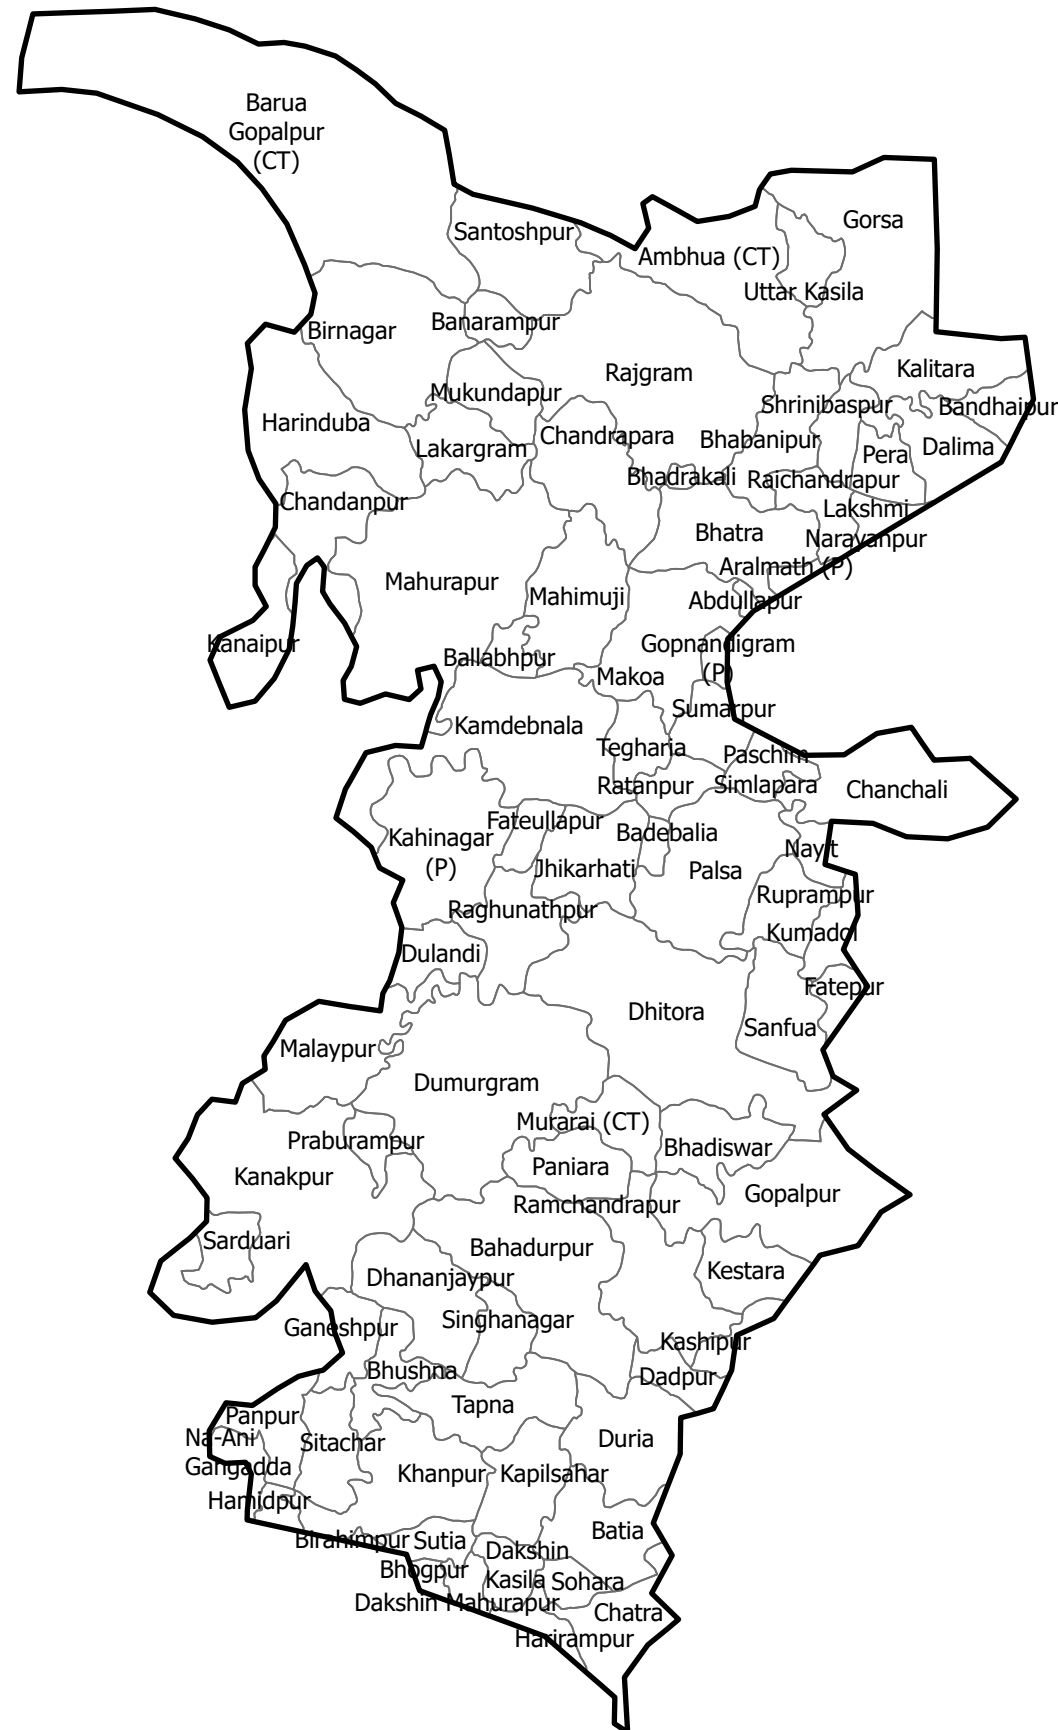 Barua
Gopalpur
(CT)
Gorsa
Santoshpur
Ambhua (CT)
Uttar Kasila
Banarampur
Birnagar
Kalitara
Rajgram
Mukundapur
Shrinibaspur
Bandhaipur
Harinduba
Chandrapara
Bhabanipur
Dalima
Lakargram
Pera
Bhadrakali
Raichandrapur
Chandanpur
Lakshmi
Narayanpur
Bhatra
Aralmath (P)
Mahurapur
Mahimuji
Abdullapur
Kanaipur
Gopnandigram
(P)
Ballabhpur
Makoa
Sumarpur
Kamdebnala
Tegharia
Paschim
Simlapara
Ratanpur
Chanchali
Fateullapur
Badebalia
Kahinagar
(P)
Nayit
Jhikarhati
Palsa
Ruprampur
Raghunathpur
Kumadol
Dulandi
Fatepur
Dhitora
Sanfua
Malaypur
Dumurgram
Murarai (CT)
Praburampur
Bhadiswar
Paniara
Kanakpur
Gopalpur
Ramchandrapur
Sarduari
Bahadurpur
Kestara
Dhananjaypur
Singhanagar
Ganeshpur
Kashipur
Bhushna
Dadpur
Tapna
Panpur
Na-Ani
Gangadda
Sitachar
Duria
Khanpur
Kapilsahar
Hamidpur
Batia
Birahimpur
Sutia
Dakshin
Kasila
Bhogpur
Sohara
Dakshin Mahurapur
Chatra
Harirampur